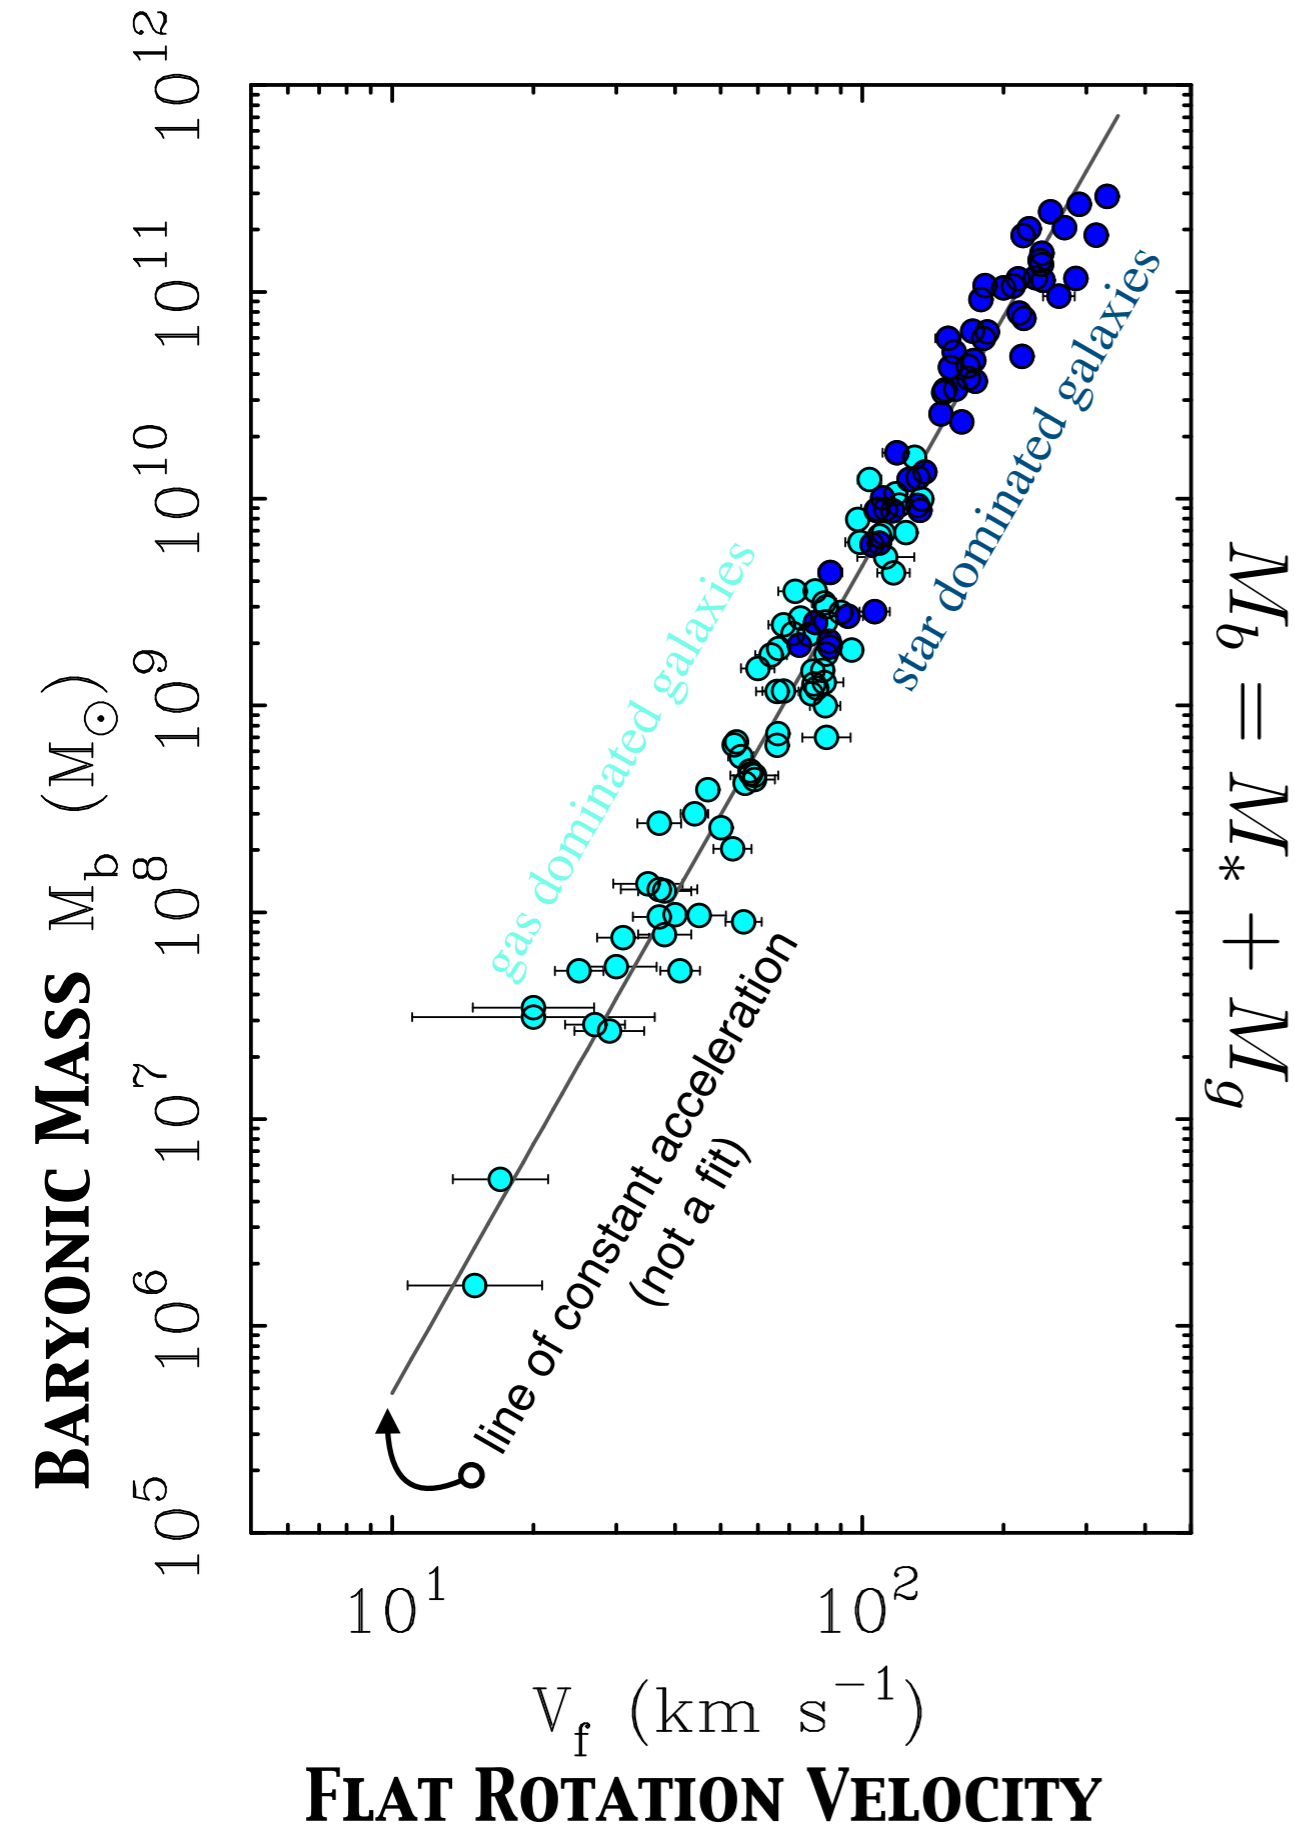 BARYONIC MASS M_b (M_⊙)
10^12
10^11
10^10
10^9
10^8
10^7
10^6
10^5
gas dominated galaxies
star dominated galaxies
line of constant acceleration
(not a fit)
M_b = M_* + M_g
10^1 10^2
V_f (km s^−1)
FLAT ROTATION VELOCITY